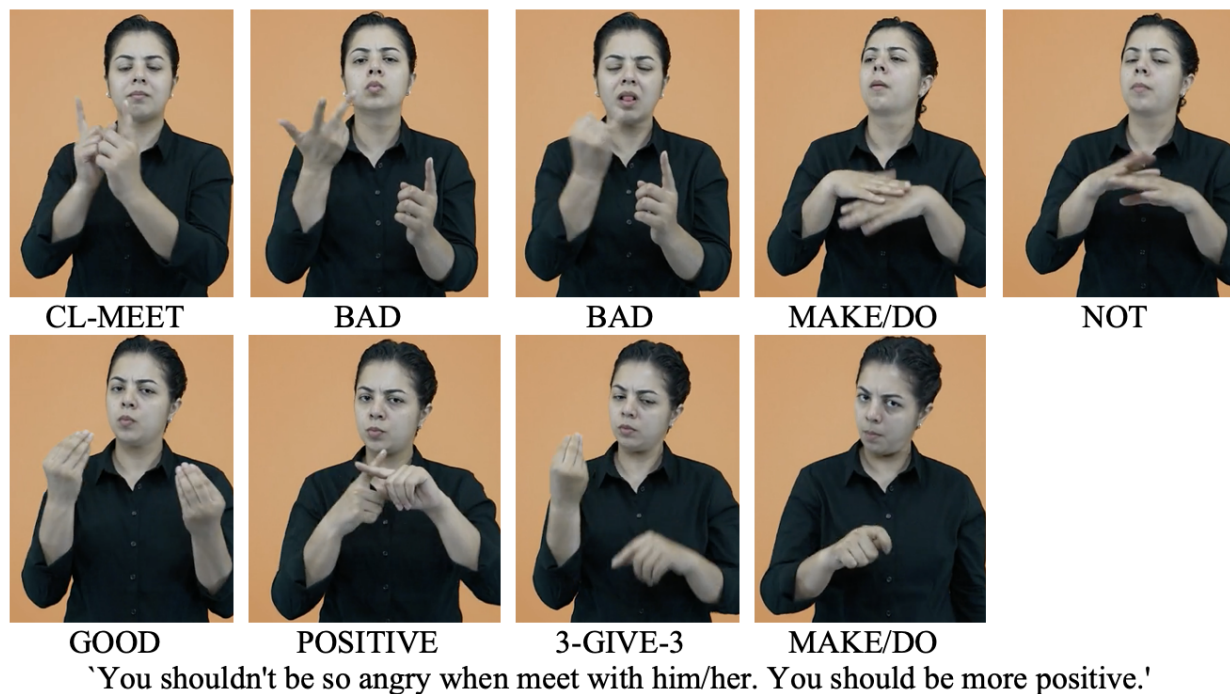 CL-MEET BAD BAD MAKE/DO NOT
GOOD POSITIVE 3-GIVE-3 MAKE/DO
`You shouldn't be so angry when meet with him/her. You should be more positive.'